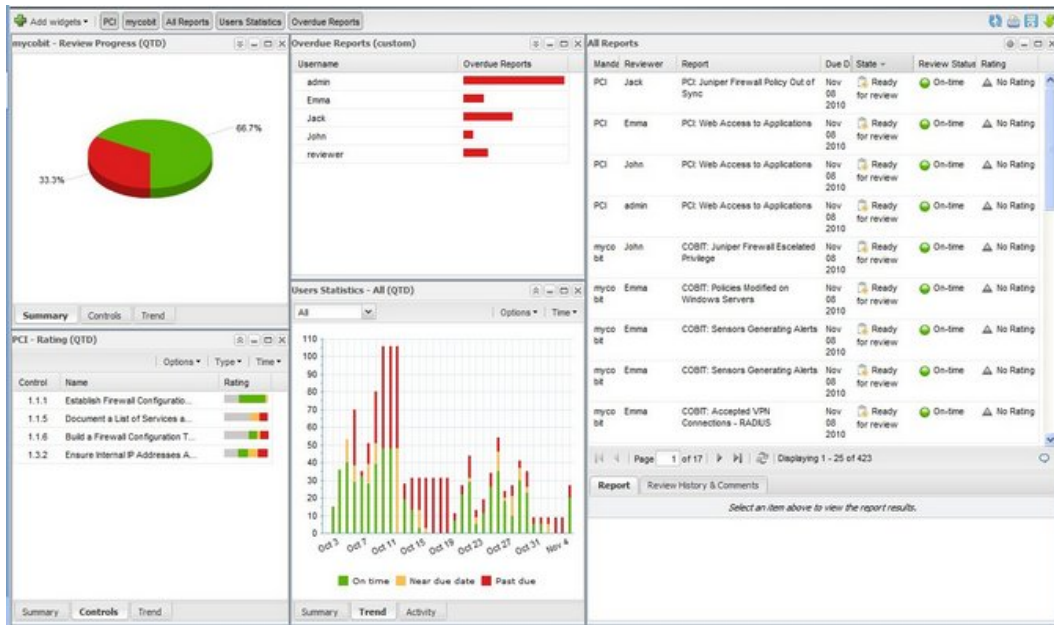 Add widgets
PCI
mycobit
All Reports
Users Statistics
Overdue Reports
mycobit - Review Progress (QTD)
66.7%
33.3%
Summary
Controls
Trend
PCI - Rating (QTD)
Options
Type
Time
Control Name Rating
1.1.1 Establish Firewall Configuratio...
1.1.5 Document a List of Services a...
1.1.6 Build a Firewall Configuration T...
1.3.2 Ensure Internal IP Addresses A...
Summary
Controls
Trend
Overdue Reports (custom)
Username Overdue Reports
admin
Emma
Jack
John
reviewer
Users Statistics - All (QTD)
All
Options
Time
110
100
90
80
70
60
50
40
30
20
10
0
Oct 3 Oct 7 Oct 11 Oct 15 Oct 19 Oct 23 Oct 27 Oct 31 Nov 4
On time Near due date Past due
Summary
Trend
Activity
All Reports
Manda Reviewer Report Due D State Review Status Rating
PCI Jack PCI: Juniper Firewall Policy Out of Nov Ready On-time No Rating
Sync 08 for review
2010
PCI Emma PCI: Web Access to Applications Nov Ready On-time No Rating
08 for review
2010
PCI John PCI: Web Access to Applications Nov Ready On-time No Rating
08 for review
2010
PCI admin PCI: Web Access to Applications Nov Ready On-time No Rating
08 for review
2010
myco John COBIT: Juniper Firewall Escelated Nov Ready On-time No Rating
bit Privilege 08 for review
2010
myco Emma COBIT: Policies Modified on Nov Ready On-time No Rating
bit Windows Servers 08 for review
2010
myco Emma COBIT: Sensors Generating Alerts Nov Ready On-time No Rating
bit 08 for review
2010
myco Emma COBIT: Sensors Generating Alerts Nov Ready On-time No Rating
bit 08 for review
2010
myco Emma COBIT: Accepted VPN Nov Ready On-time No Rating
bit Connections - RADIUS 08 for review
2010
Page 1 of 17 Displaying 1 - 25 of 423
Report
Review History & Comments
Select an item above to view the report results.